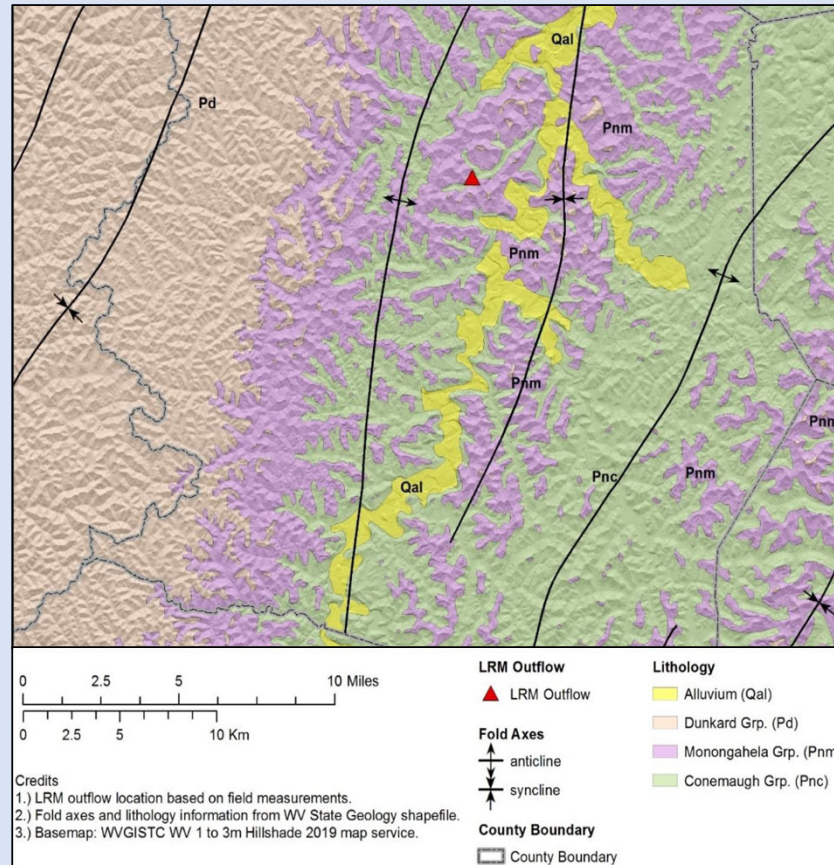 Qal
Pd
Pnm
Pnm
Pnm
Pnc
Pnm
Pnm
Qal
0 2.5 5 10 Miles
0 2.5 5 10 Km
Credits
1.) LRM outflow location based on field measurements.
2.) Fold axes and lithology information from WV State Geology shapefile.
3.) Basemap: WVGISTC WV 1 to 3m Hillshade 2019 map service.
LRM Outflow
LRM Outflow
Fold Axes
anticline
syncline
County Boundary
County Boundary
Lithology
Alluvium (Qal)
Dunkard Grp. (Pd)
Monongahela Grp. (Pnm
Conemaugh Grp. (Pnc)